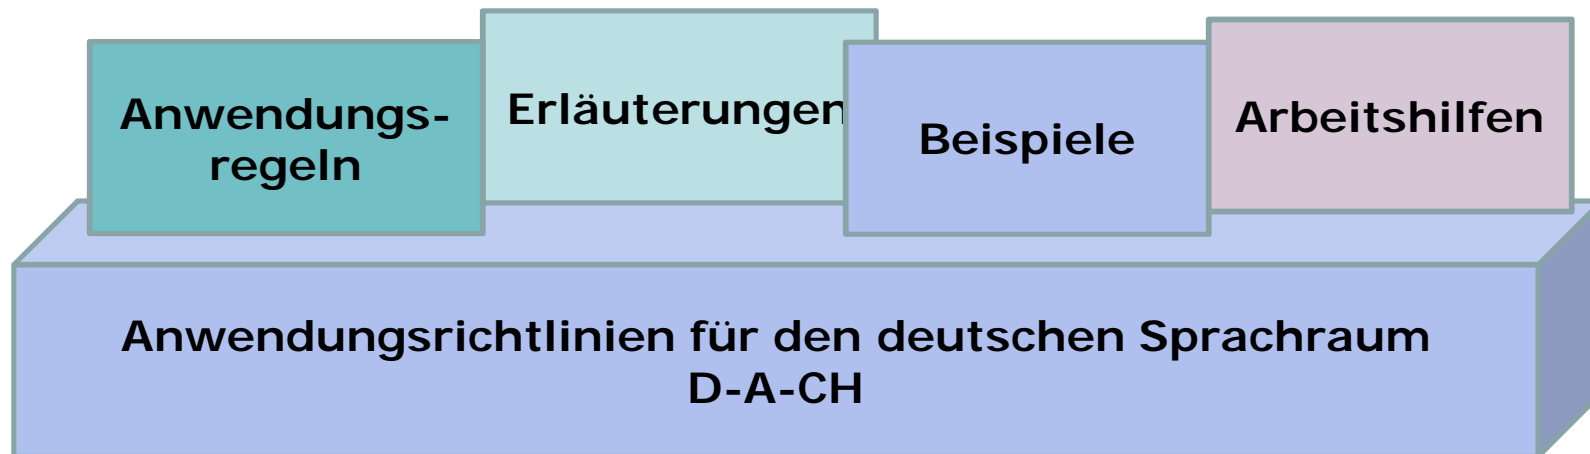 Anwendungs-
regeln
Erläuterungen
Beispiele
Arbeitshilfen
Anwendungsrichtlinien für den deutschen Sprachraum
D-A-CH